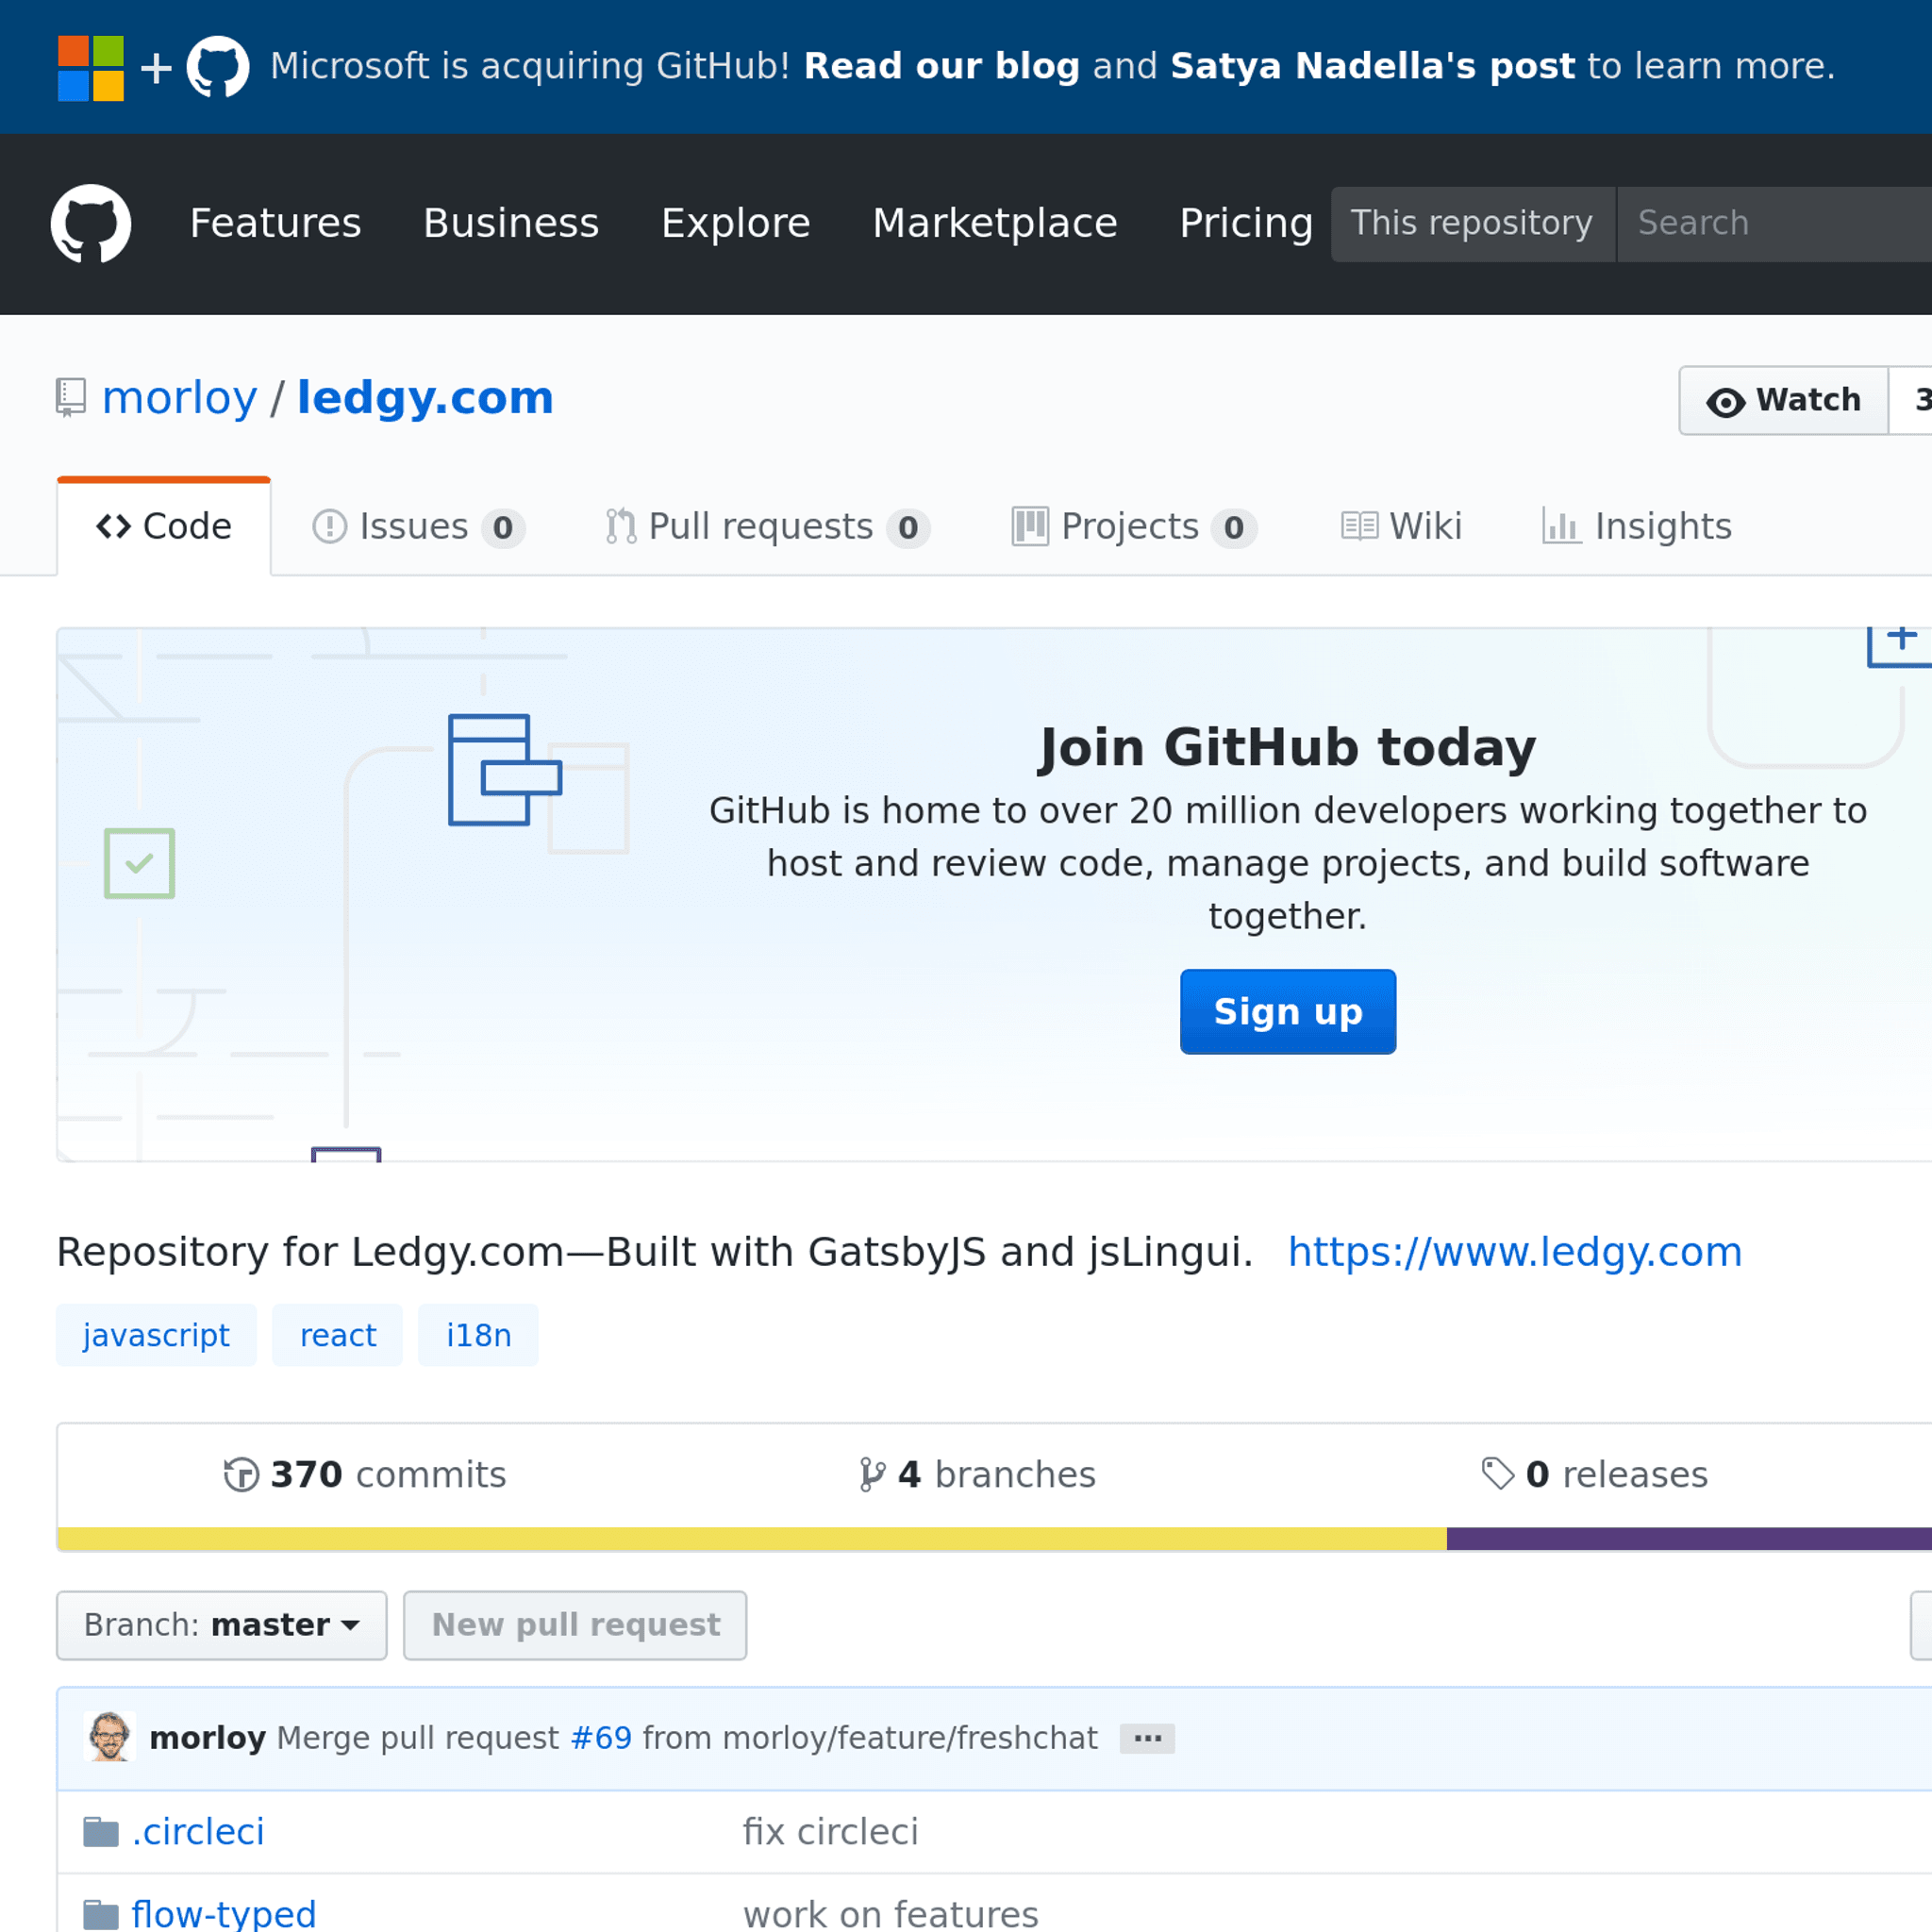 Microsoft is acquiring GitHub! Read our blog and Satya Nadella's post to learn more.
Features Business Explore Marketplace Pricing This repository Search
morloy / ledgy.com
Watch 3
Code Issues 0 Pull requests 0 Projects 0 Wiki Insights
Join GitHub today
GitHub is home to over 20 million developers working together to
host and review code, manage projects, and build software
together.
Sign up
Repository for Ledgy.com—Built with GatsbyJS and jsLingui. https://www.ledgy.com
javascript react i18n
370 commits 4 branches 0 releases
Branch: master New pull request
morloy Merge pull request #69 from morloy/feature/freshchat …
.circleci fix circleci
flow-typed work on features